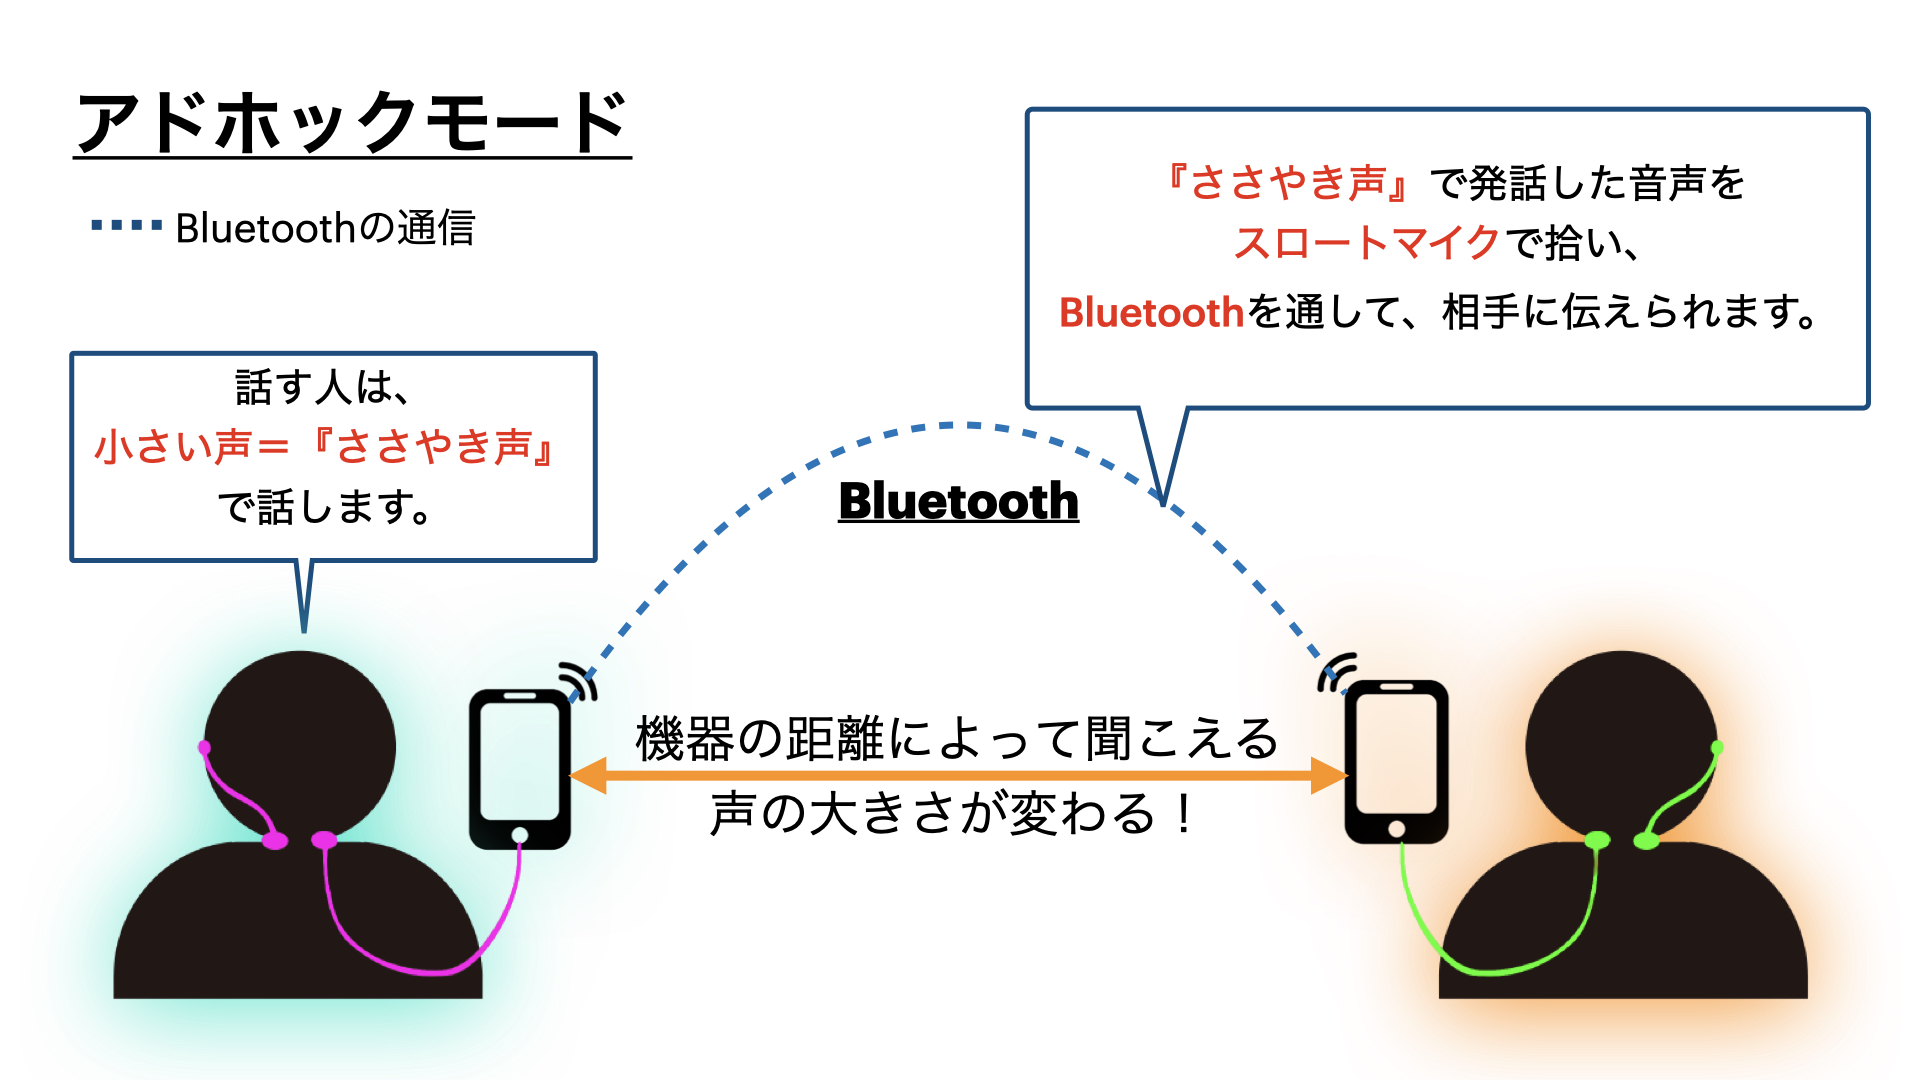 アドホックモード
Bluetoothの通信
『ささやき声』で発話した音声を
スロートマイクで拾い、
Bluetoothを通して、相手に伝えられます。
話す人は、
小さい声＝『ささやき声』
で話します。
Bluetooth
機器の距離によって聞こえる
声の大きさが変わる！